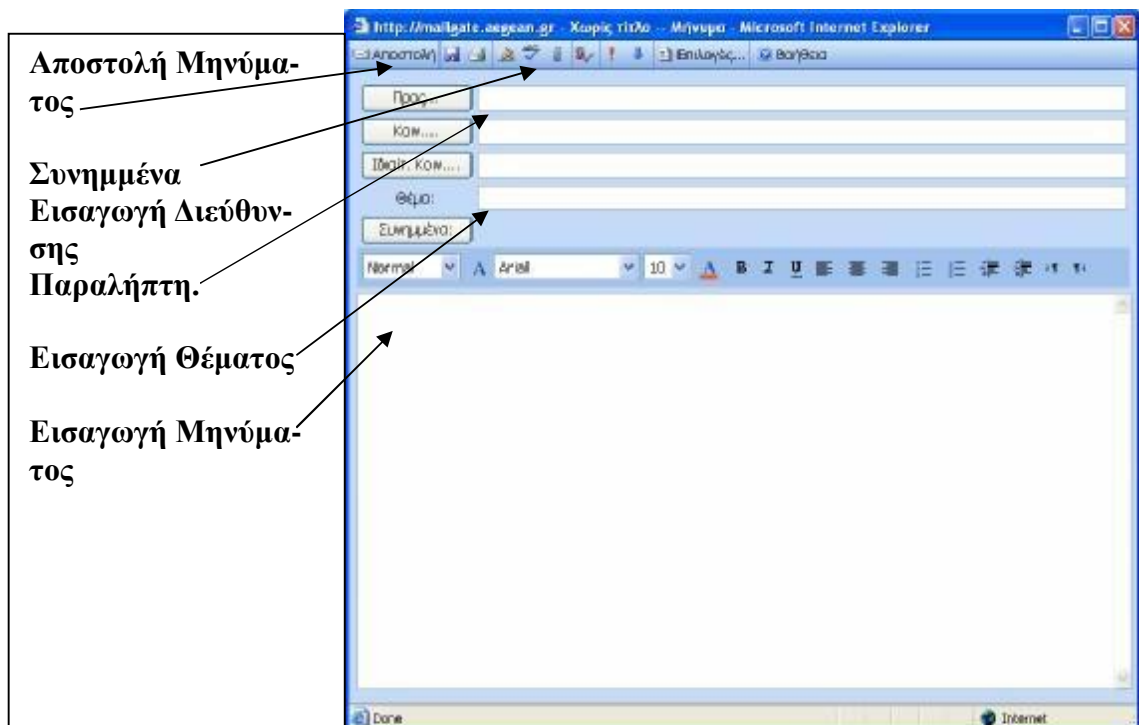 Αποστολή Μηνύμα-
τος
Συνημμένα
Εισαγωγή Διεύθυν-
σης
Παραλήπτη.
Εισαγωγή Θέματος
Εισαγωγή Μηνύμα-
τος
http://mailgate.aegean.gr - Χωρίς τίτλο -- Μήνυμα - Microsoft Internet Explorer
Αποστολή Επιλογές... Βοήθεια
Προς...
Κοιν....
Ιδιαίτ. Κοιν....
Θέμα:
Συνημμένα:
Normal A Arial 10 A B I U
Done Internet